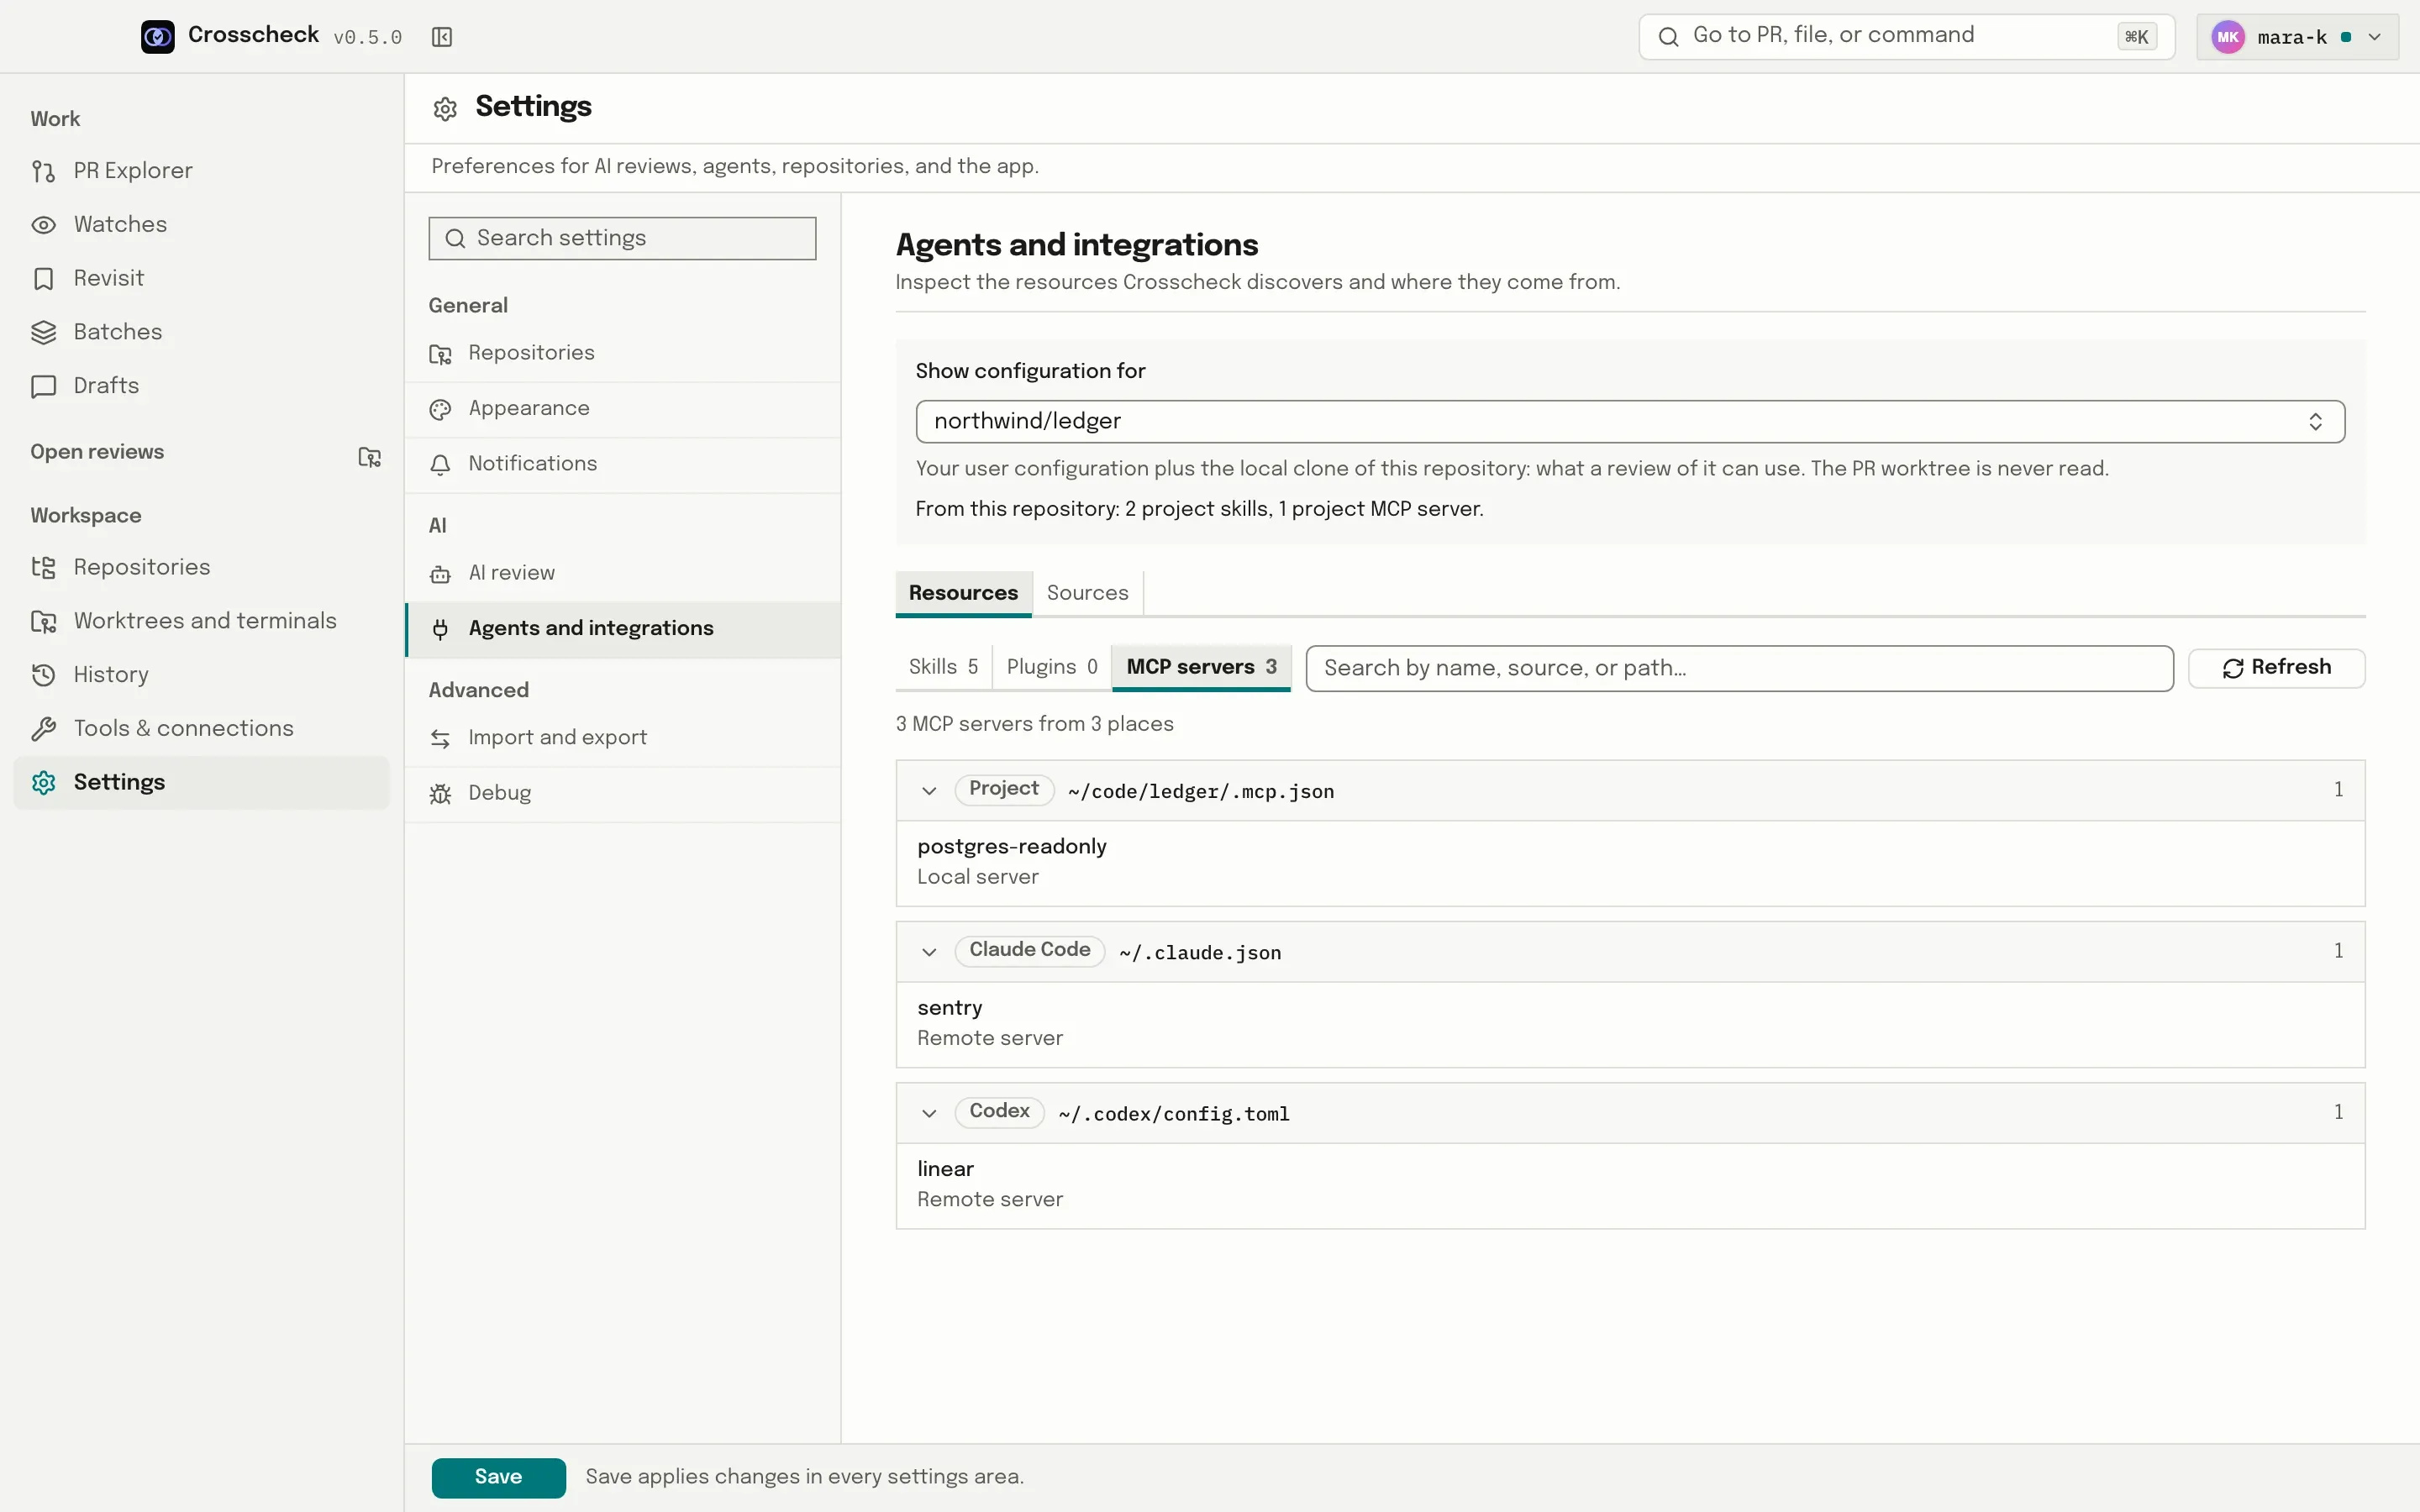 Crosscheck v0.5.0
Go to PR, file, or command ⌘K
MK mara-k
Work
PR Explorer
Watches
Revisit
Batches
Drafts
Open reviews
Workspace
Repositories
Worktrees and terminals
History
Tools & connections
Settings
Settings
Preferences for AI reviews, agents, repositories, and the app.
Search settings
General
Repositories
Appearance
Notifications
AI
AI review
Agents and integrations
Advanced
Import and export
Debug
Agents and integrations
Inspect the resources Crosscheck discovers and where they come from.
Show configuration for
northwind/ledger
Your user configuration plus the local clone of this repository: what a review of it can use. The PR worktree is never read.
From this repository: 2 project skills, 1 project MCP server.
Resources Sources
Skills 5 Plugins 0 MCP servers 3 Search by name, source, or path… Refresh
3 MCP servers from 3 places
Project ~/code/ledger/.mcp.json 1
postgres-readonly
Local server
Claude Code ~/.claude.json 1
sentry
Remote server
Codex ~/.codex/config.toml 1
linear
Remote server
Save Save applies changes in every settings area.